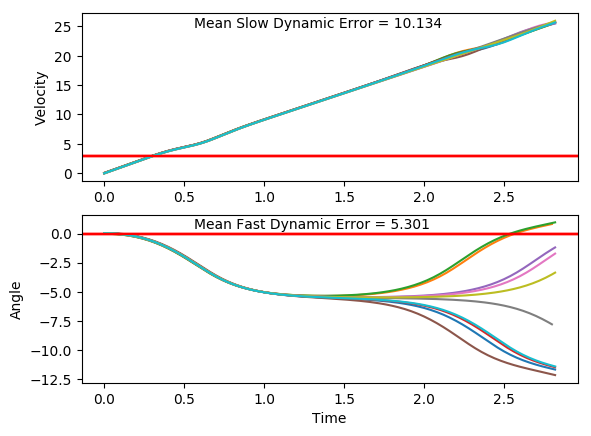 Mean Slow Dynamic Error = 10.134
25
20
15
10
5
0
Velocity
0.0 0.5 1.0 1.5 2.0 2.5
Mean Fast Dynamic Error = 5.301
0.0
−2.5
−5.0
−7.5
−10.0
−12.5
Angle
0.0 0.5 1.0 1.5 2.0 2.5
Time